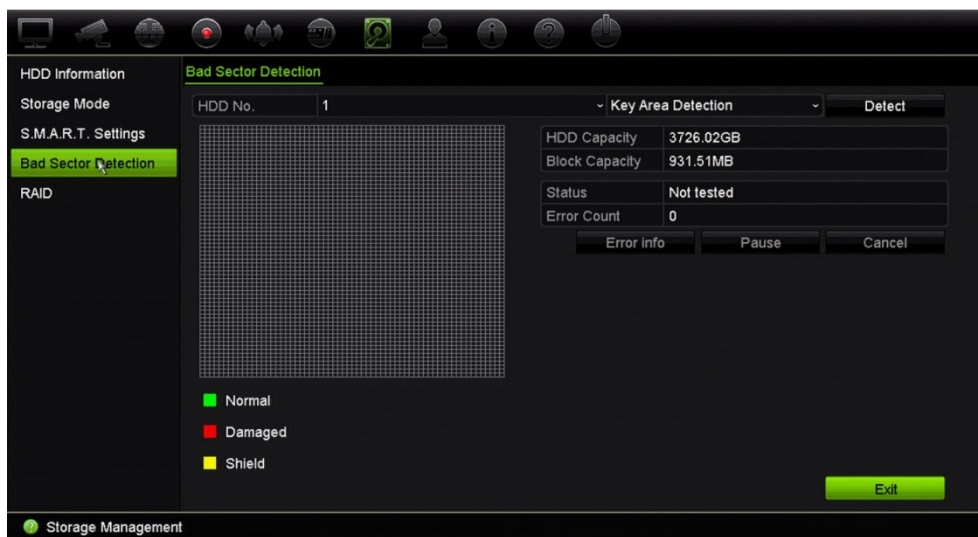 HDD Information
Storage Mode
S.M.A.R.T. Settings
Bad Sector Detection
RAID
Bad Sector Detection
HDD No. 1 Key Area Detection Detect
HDD Capacity 3726.02GB
Block Capacity 931.51MB
Status Not tested
Error Count 0
Error info Pause Cancel
Normal
Damaged
Shield
Exit
Storage Management